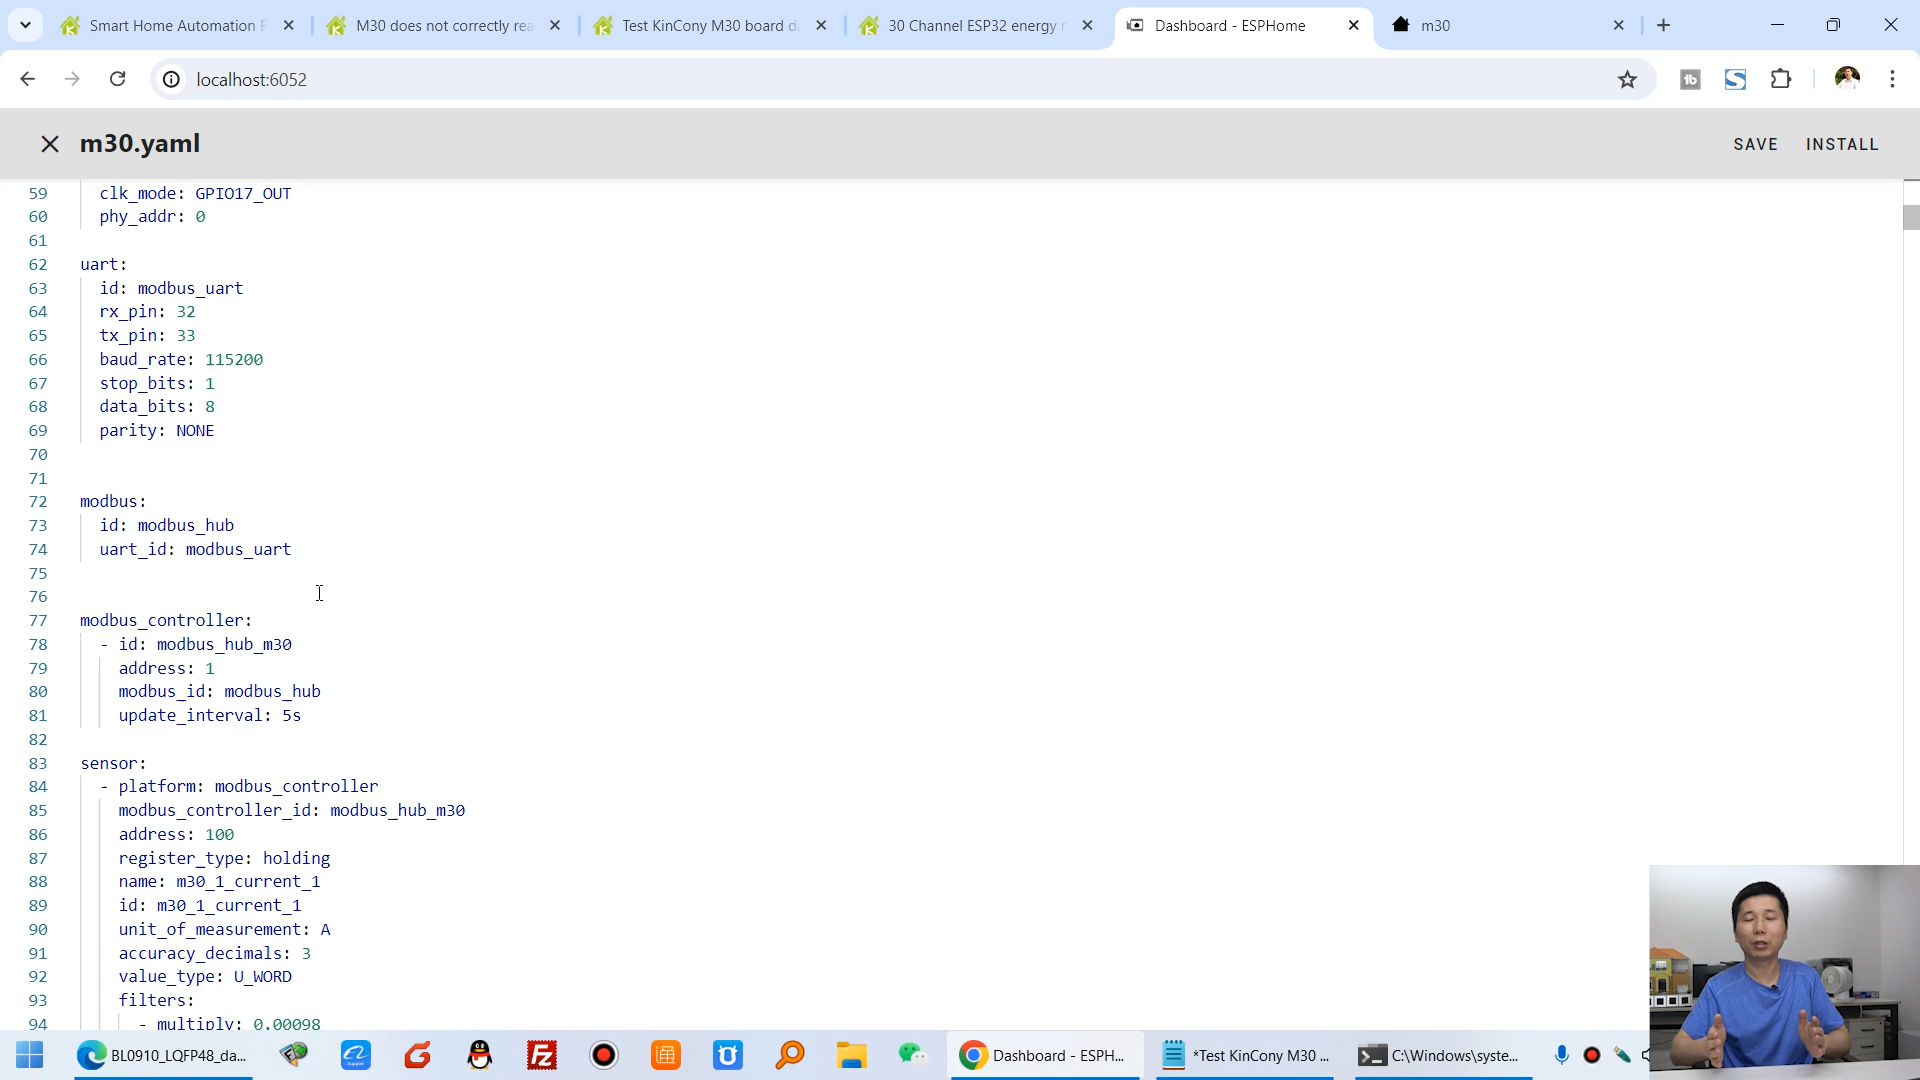 Smart Home Automation F
M30 does not correctly rea
Test KinCony M30 board d
30 Channel ESP32 energy r
Dashboard - ESPHome
m30
localhost:6052
m30.yaml
SAVE
INSTALL
59 clk_mode: GPIO17_OUT
60 phy_addr: 0
61
62 uart:
63 id: modbus_uart
64 rx_pin: 32
65 tx_pin: 33
66 baud_rate: 115200
67 stop_bits: 1
68 data_bits: 8
69 parity: NONE
70
71
72 modbus:
73 id: modbus_hub
74 uart_id: modbus_uart
75
76
77 modbus_controller:
78 - id: modbus_hub_m30
79 address: 1
80 modbus_id: modbus_hub
81 update_interval: 5s
82
83 sensor:
84 - platform: modbus_controller
85 modbus_controller_id: modbus_hub_m30
86 address: 100
87 register_type: holding
88 name: m30_1_current_1
89 id: m30_1_current_1
90 unit_of_measurement: A
91 accuracy_decimals: 3
92 value_type: U_WORD
93 filters:
94 - multiply: 0.00098
BL0910_LQFP48_da...
Dashboard - ESPH...
*Test KinCony M30 ...
C:\Windows\syste...